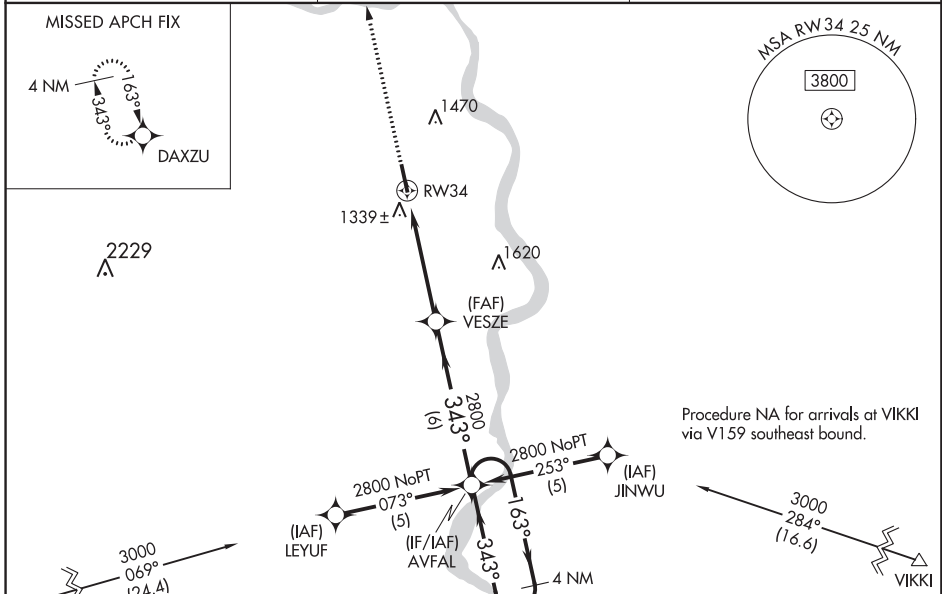 MISSED APCH FIX
4 NM
163°
343°
DAXZU
MSA RW34 25 NM
3800
1470
RW34
1339±
2229
1620
(FAF)
VESZE
2800
343°
(6)
Procedure NA for arrivals at VIKKI
via V159 southeast bound.
2800 NoPT
253°
(5)
(IAF)
JINWU
2800 NoPT
073°
(5)
(IAF)
LEYUF
(IF/IAF)
AVFAL
163°
343°
4 NM
3000
284°
(16.6)
VIKKI
3000
069°
(24.4)